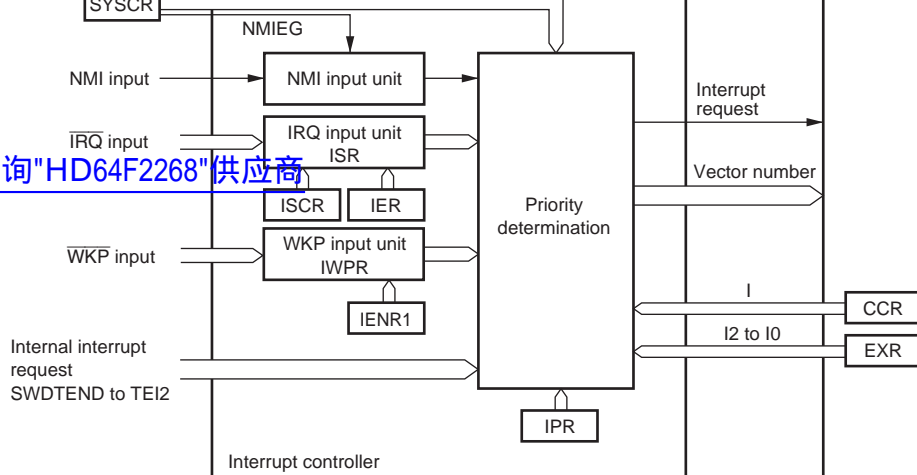 SYSCR
NMIEG
NMI input
NMI input unit
Interrupt
request
IRQ input
IRQ input unit
ISR
询"HD64F2268"供应商
Vector number
ISCR
IER
Priority
determination
WKP input
WKP input unit
IWPR
I
CCR
IENR1
I2 to I0
EXR
Internal interrupt
request
SWDTEND to TEI2
IPR
Interrupt controller